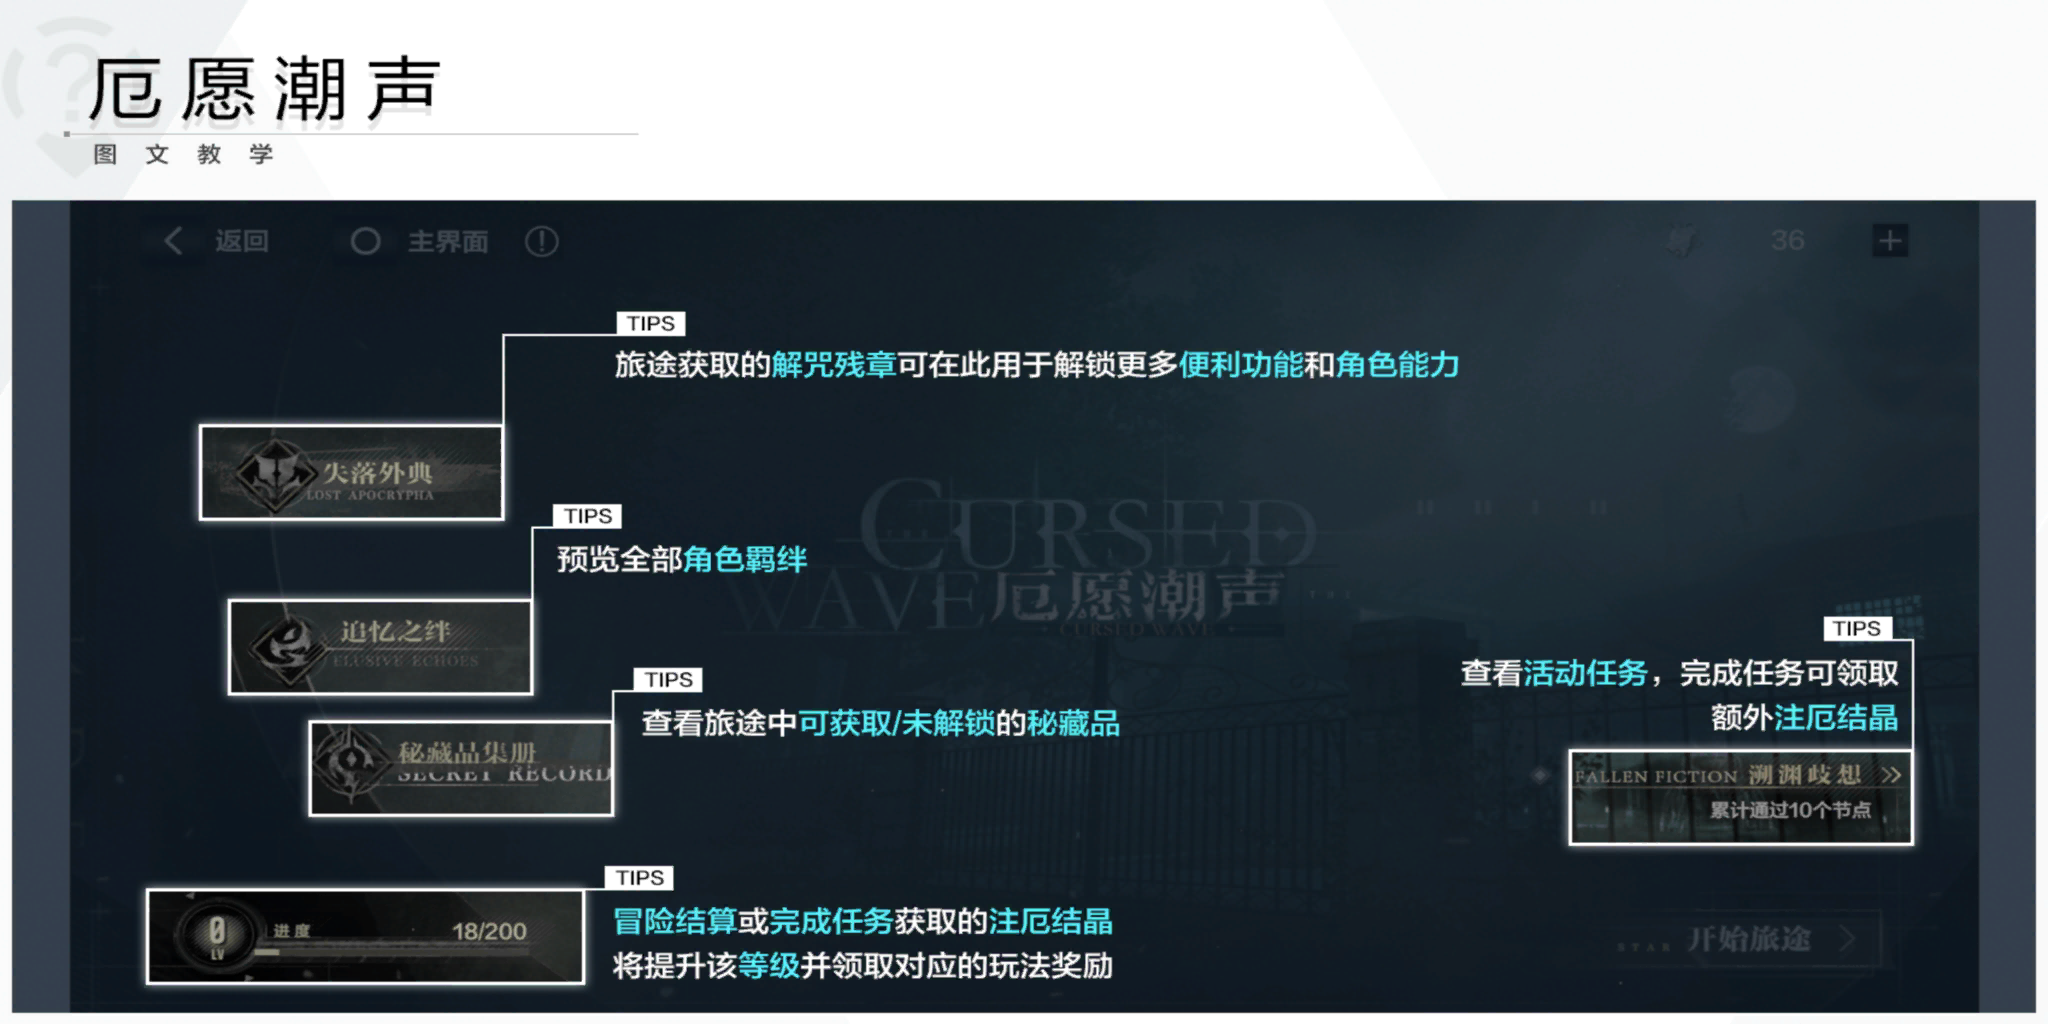 厄愿潮声
图文教学
返回
主界面
36
TIPS
旅途获取的解咒残章可在此用于解锁更多便利功能和角色能力
失落外典
LOST APOCRYPHA
TIPS
预览全部角色羁绊
CURSED
WAVE厄愿潮声
CURSED WAVE
追忆之绊
ELUSIVE ECHOES
TIPS
查看旅途中可获取/未解锁的秘藏品
秘藏品集册
SECRET RECORD
TIPS
查看活动任务，完成任务可领取
额外注厄结晶
FALLEN FICTION 溯渊歧想
累计通过10个节点
TIPS
冒险结算或完成任务获取的注厄结晶
将提升该等级并领取对应的玩法奖励
0
LV
进度
18/200
STAR 开始旅途